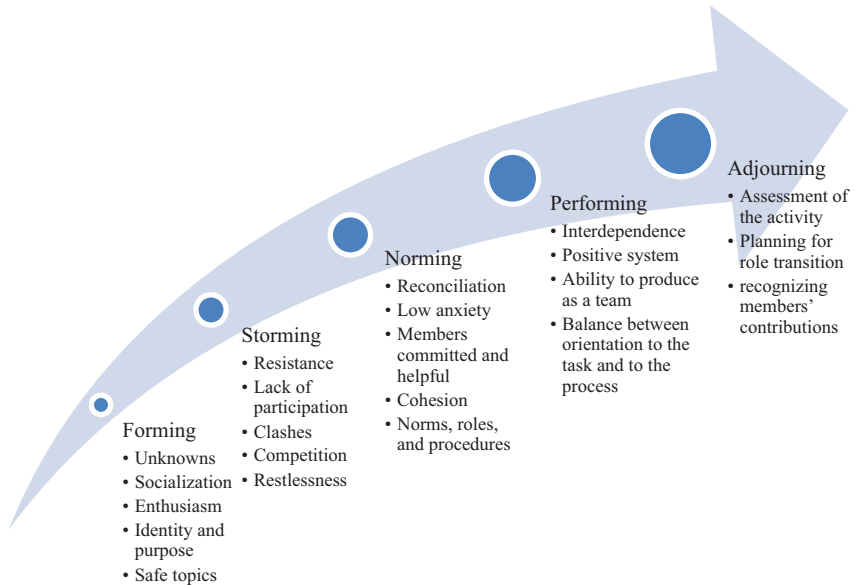 Forming
• Unknowns
• Socialization
• Enthusiasm
• Identity and
purpose
• Safe topics
Storming
• Resistance
• Lack of
participation
• Clashes
• Competition
• Restlessness
Norming
• Reconciliation
• Low anxiety
• Members
committed and
helpful
• Cohesion
• Norms, roles,
and procedures
Performing
• Interdependence
• Positive system
• Ability to produce
as a team
• Balance between
orientation to the
task and to the
process
Adjourning
• Assessment of
the activity
• Planning for
role transition
• recognizing
members’
contributions